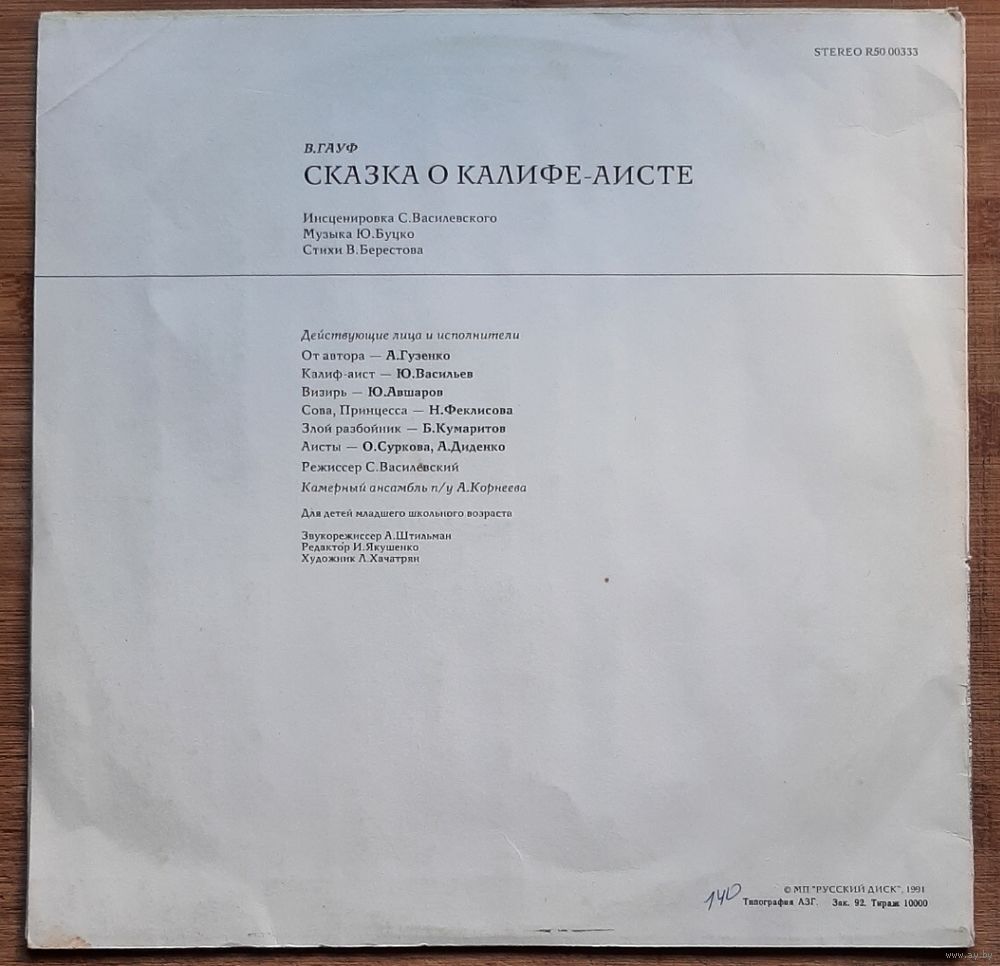 STEREO R50 00333
В.ГАУФ
СКАЗКА О КАЛИФЕ-АИСТЕ
Инсценировка С.Василевского
Музыка Ю.Буцко
Стихи В.Берестова
Действующие лица и исполнители
От автора — А.Гузенко
Калиф-аист — Ю.Васильев
Визирь — Ю.Авшаров
Сова, Принцесса — Н.Феклисова
Злой разбойник — Б.Кумаритов
Аисты — О.Суркова, А.Диденко
Режиссер С.Василевский
Камерный ансамбль п/у А.Корнеева
Для детей младшего школьного возраста
Звукорежиссер А.Штильман
Редактор И.Якушенко
Художник Л.Хачатрян
140
© МП "РУССКИЙ ДИСК", 1991
Типография АЗГ. Зак. 92. Тираж 10000
www.ay.by